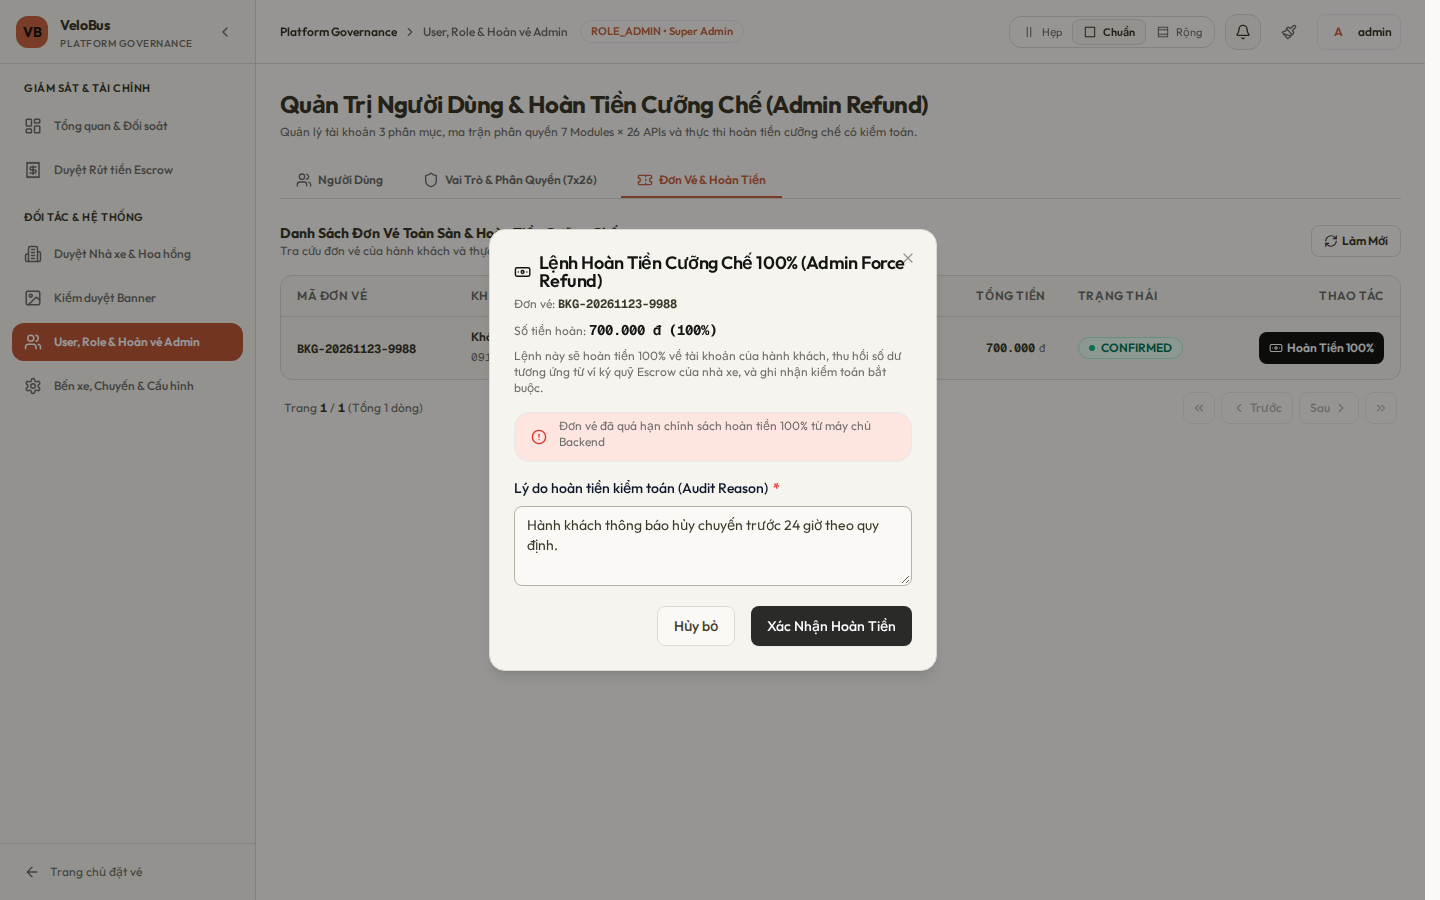 VB
VeloBus
PLATFORM GOVERNANCE
Platform Governance
User, Role & Hoàn vé Admin
ROLE_ADMIN • Super Admin
Hẹp
Chuẩn
Rộng
A
admin
GIÁM SÁT & TÀI CHÍNH
Tổng quan & Đối soát
Duyệt Rút tiền Escrow
ĐỐI TÁC & HỆ THỐNG
Duyệt Nhà xe & Hoa hồng
Kiểm duyệt Banner
User, Role & Hoàn vé Admin
Bến xe, Chuyến & Cấu hình
Trang chủ đặt vé
Quản Trị Người Dùng & Hoàn Tiền Cưỡng Chế (Admin Refund)
Quản lý tài khoản 3 phân mục, ma trận phân quyền 7 Modules × 26 APIs và thực thi hoàn tiền cưỡng chế có kiểm toán.
Người Dùng
Vai Trò & Phân Quyền (7x26)
Đơn Vé & Hoàn Tiền
Danh Sách Đơn Vé Toàn Sàn &
Tra cứu đơn vé của hành khách và
Làm Mới
MÃ ĐƠN VÉ
KH
TỔNG TIỀN
TRẠNG THÁI
THAO TÁC
BKG-20261123-9988
091
700.000 đ
CONFIRMED
Hoàn Tiền 100%
Trang 1 / 1 (Tổng 1 dòng)
Trước
Sau
Lệnh Hoàn Tiền Cưỡng Chế 100% (Admin Force
Refund)
Đơn vé: BKG-20261123-9988
Số tiền hoàn: 700.000 đ (100%)
Lệnh này sẽ hoàn tiền 100% về tài khoản của hành khách, thu hồi số dư
tương ứng từ ví ký quỹ Escrow của nhà xe, và ghi nhận kiểm toán bắt
buộc.
Đơn vé đã quá hạn chính sách hoàn tiền 100% từ máy chủ
Backend
Lý do hoàn tiền kiểm toán (Audit Reason) *
Hành khách thông báo hủy chuyến trước 24 giờ theo quy
định.
Hủy bỏ
Xác Nhận Hoàn Tiền